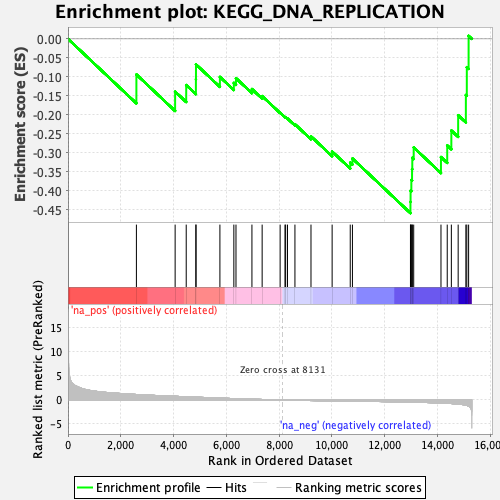 Enrichment plot: KEGG_DNA_REPLICATION
Enrichment score (ES)
0.00
-0.05
-0.10
-0.15
-0.20
-0.25
-0.30
-0.35
-0.40
-0.45
'na_pos' (positively correlated)
Ranked list metric (PreRanked)
15
10
5
0
-5
Zero cross at 8131
'na_neg' (negatively correlated)
0 2,000 4,000 6,000 8,000 10,000 12,000 14,000 16,000
Rank in Ordered Dataset
Enrichment profile Hits Ranking metric scores